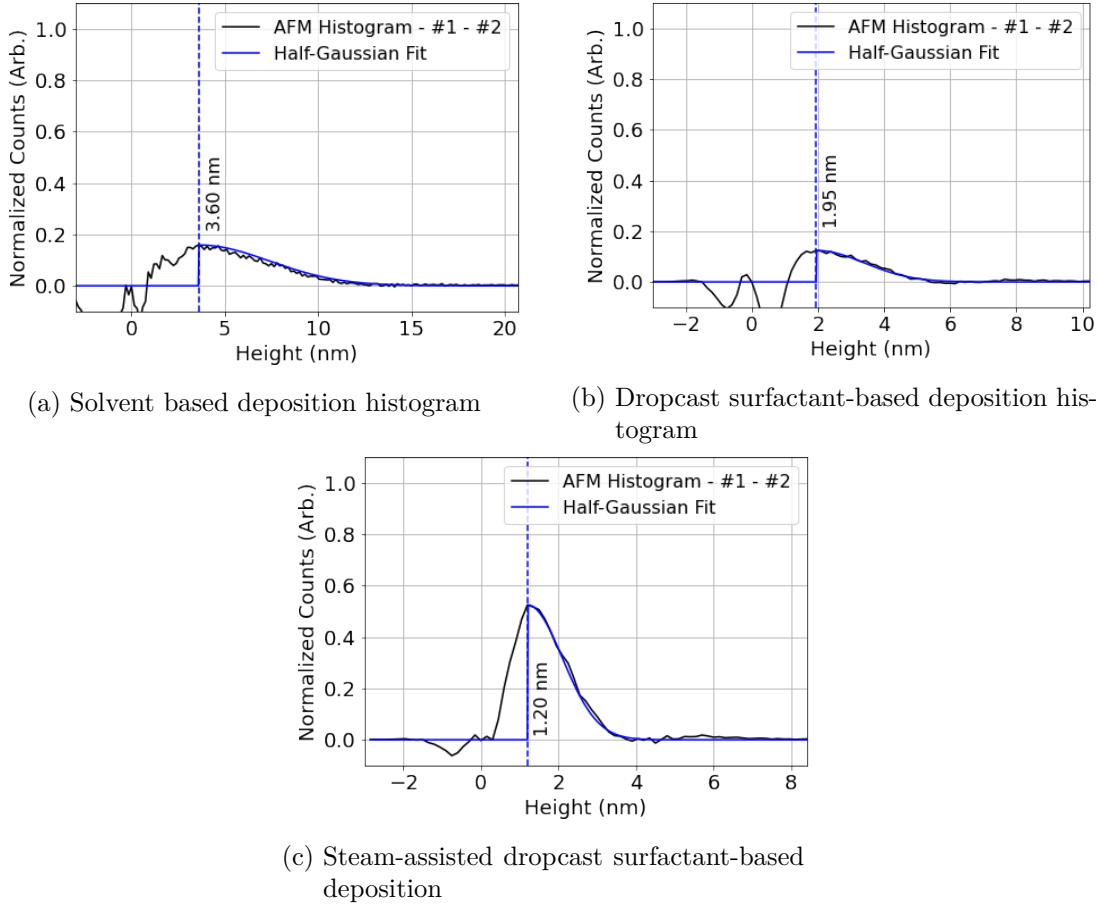 1.0
0.8
0.6
0.4
0.2
0.0
Normalized Counts (Arb.)
AFM Histogram - #1 - #2
Half-Gaussian Fit
3.60 nm
0 5 10 15 20
Height (nm)
(a) Solvent based deposition histogram
1.0
0.8
0.6
0.4
0.2
0.0
Normalized Counts (Arb.)
AFM Histogram - #1 - #2
Half-Gaussian Fit
1.95 nm
−2 0 2 4 6 8 10
Height (nm)
(b) Dropcast surfactant-based deposition his-
togram
1.0
0.8
0.6
0.4
0.2
0.0
Normalized Counts (Arb.)
AFM Histogram - #1 - #2
Half-Gaussian Fit
1.20 nm
−2 0 2 4 6 8
Height (nm)
(c) Steam-assisted dropcast surfactant-based
deposition